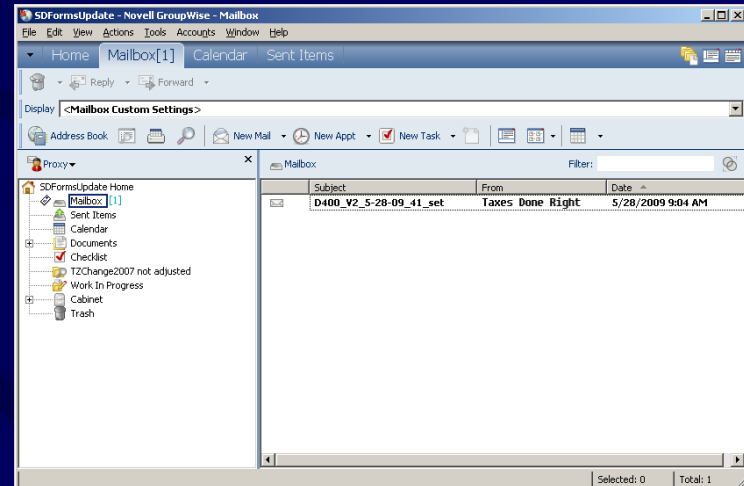 SDFormsUpdate - Novell GroupWise - Mailbox
File Edit View Actions Tools Accounts Window Help
Home Mailbox[1] Calendar Sent Items
Reply Forward
Display <Mailbox Custom Settings>
Address Book New Mail New Appt New Task
Proxy Mailbox Filter:
Subject From Date
D400_V2_5-28-09_41_set Taxes Done Right 5/28/2009 9:04 AM
SDFormsUpdate Home
Mailbox [1]
Sent Items
Calendar
Documents
Checklist
TZChange2007 not adjusted
Work In Progress
Cabinet
Trash
Selected: 0 Total: 1